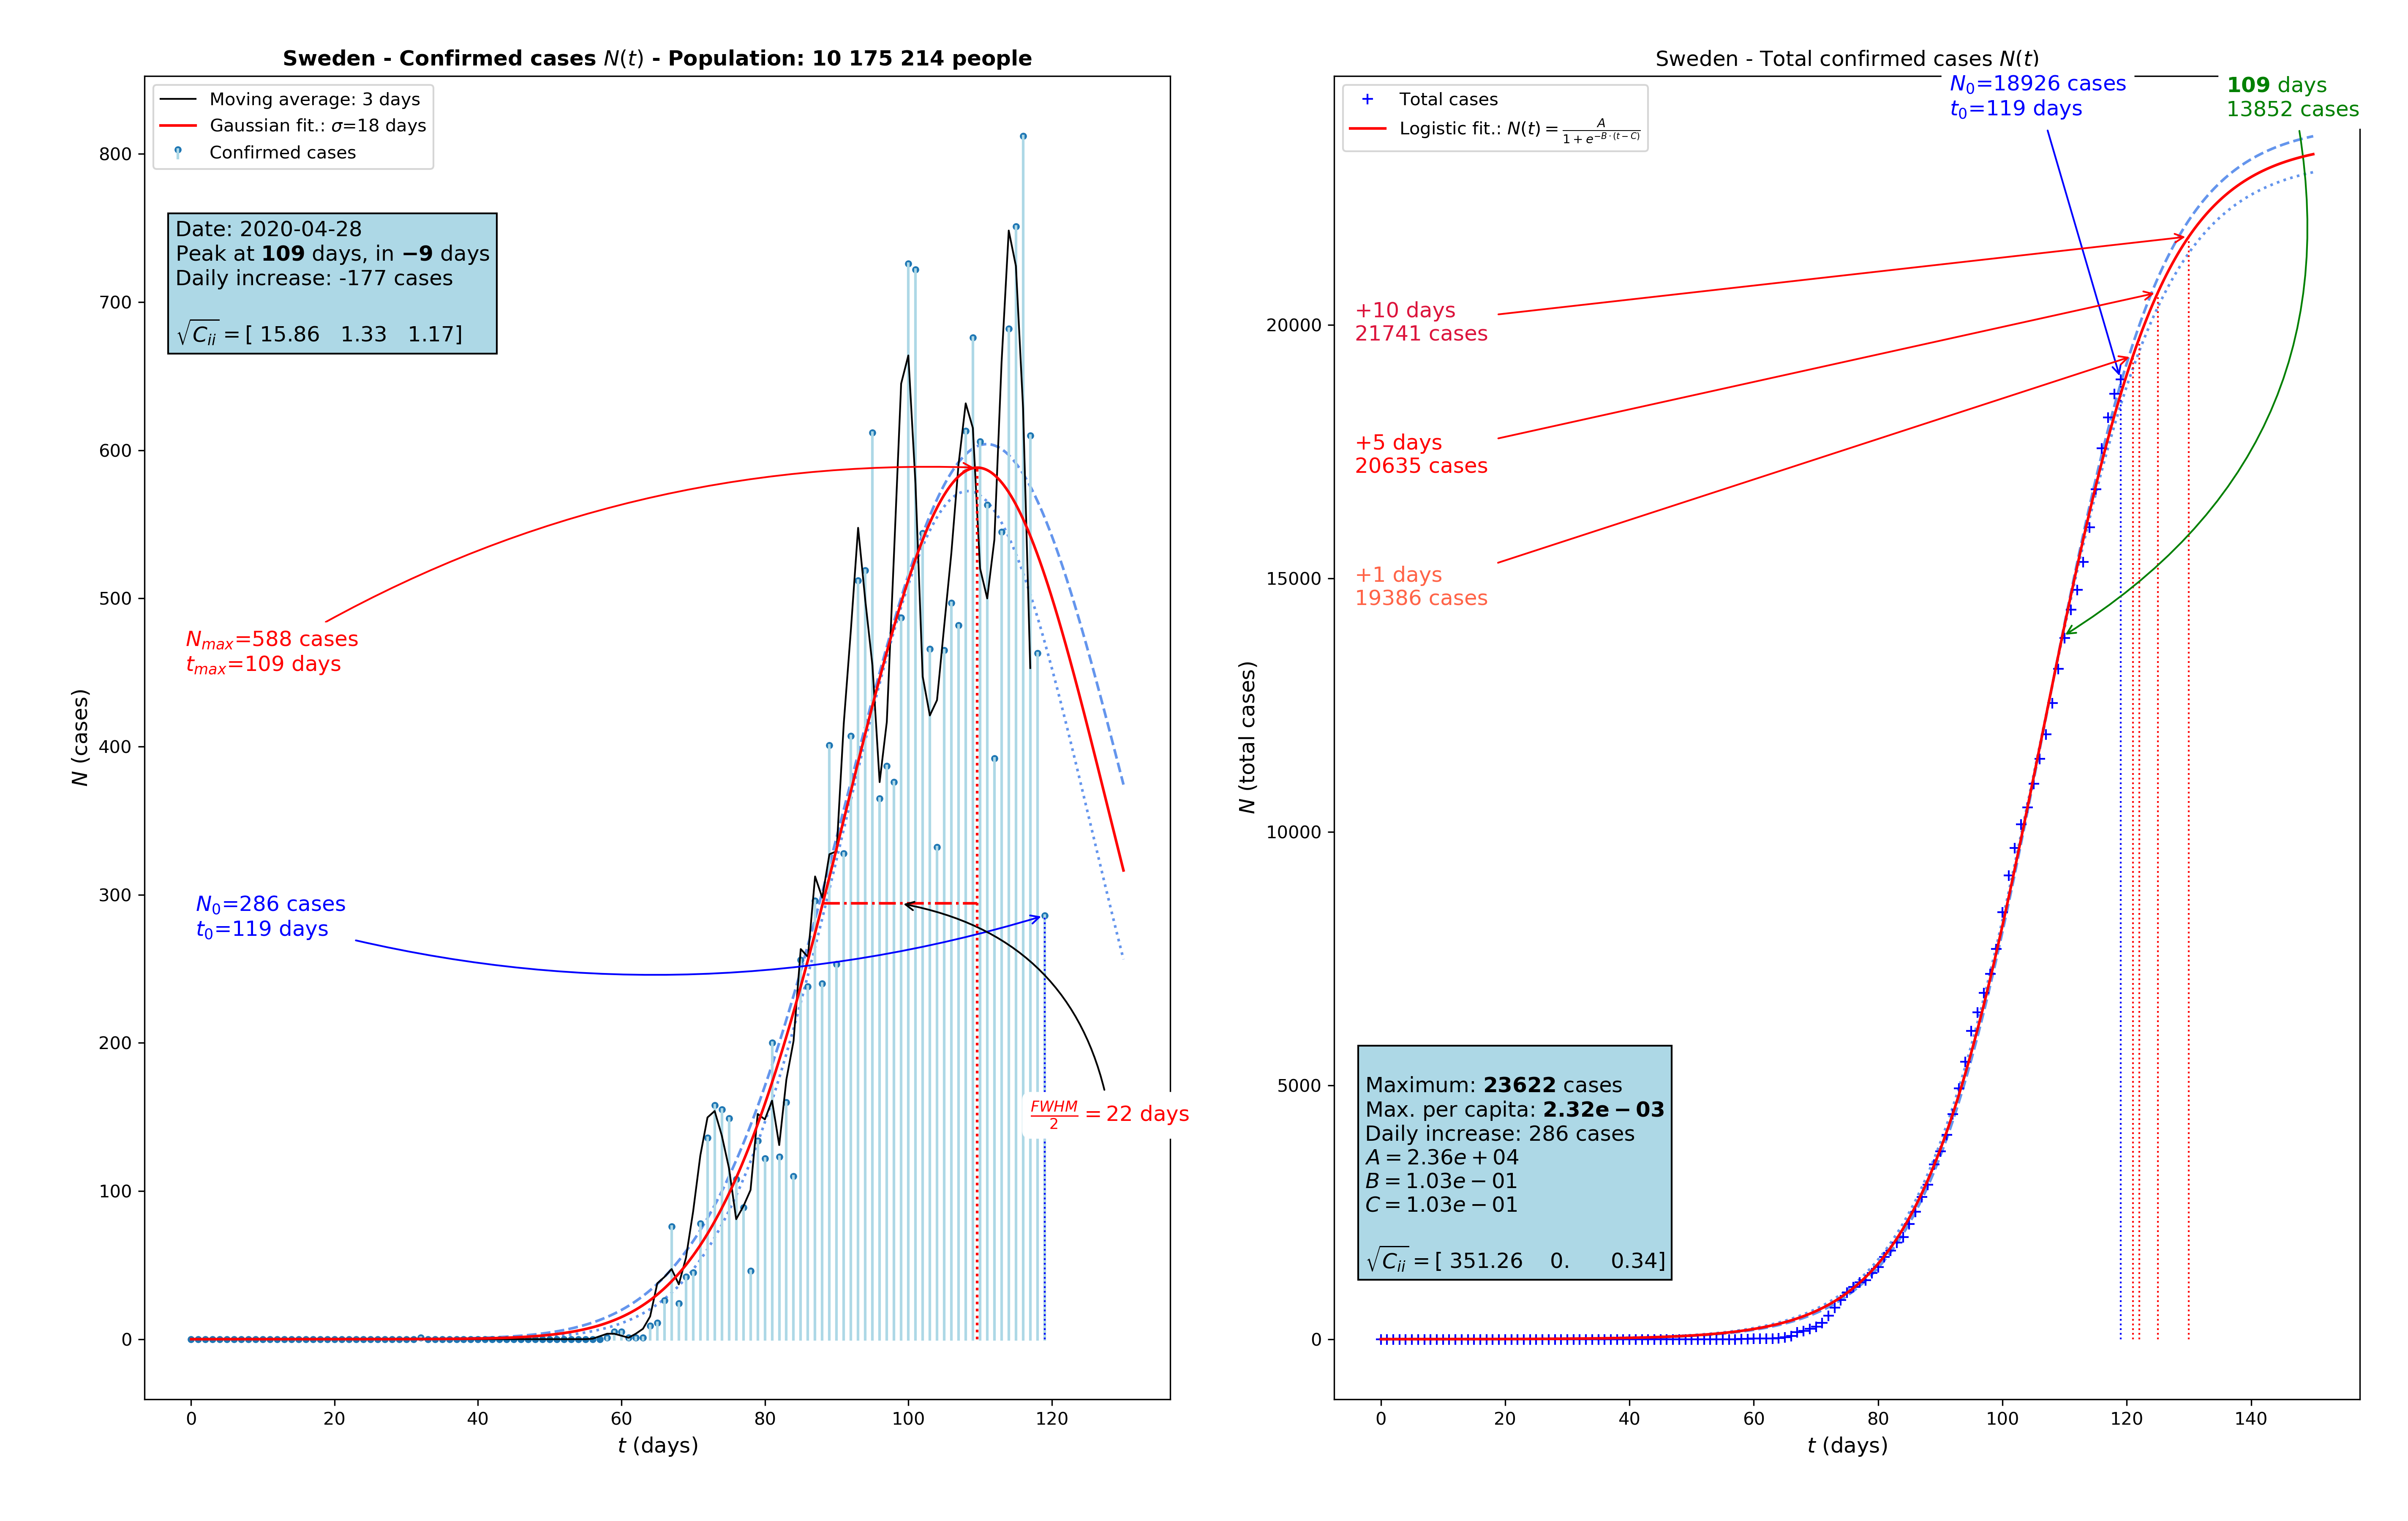 Sweden - Confirmed cases N(t) - Population: 10 175 214 people
Moving average: 3 days
Gaussian fit.: σ=18 days
Confirmed cases
Date: 2020-04-28
Peak at 109 days, in −9 days
Daily increase: -177 cases
√C_ii = [ 15.86 1.33 1.17]
N_max=588 cases
t_max=109 days
N_0=286 cases
t_0=119 days
FWHM/2 = 22 days
800
700
600
500
400
300
200
100
0
N (cases)
0 20 40 60 80 100 120
t (days)
Sweden - Total confirmed cases N(t)
Total cases
Logistic fit.: N(t) = A/(1+e^{−B·(t−C)})
N_0=18926 cases
t_0=119 days
109 days
13852 cases
+10 days
21741 cases
+5 days
20635 cases
+1 days
19386 cases
Maximum: 23622 cases
Max. per capita: 2.32e − 03
Daily increase: 286 cases
A = 2.36e + 04
B = 1.03e − 01
C = 1.03e − 01
√C_ii = [ 351.26 0. 0.34]
20000
15000
10000
5000
0
N (total cases)
0 20 40 60 80 100 120 140
t (days)